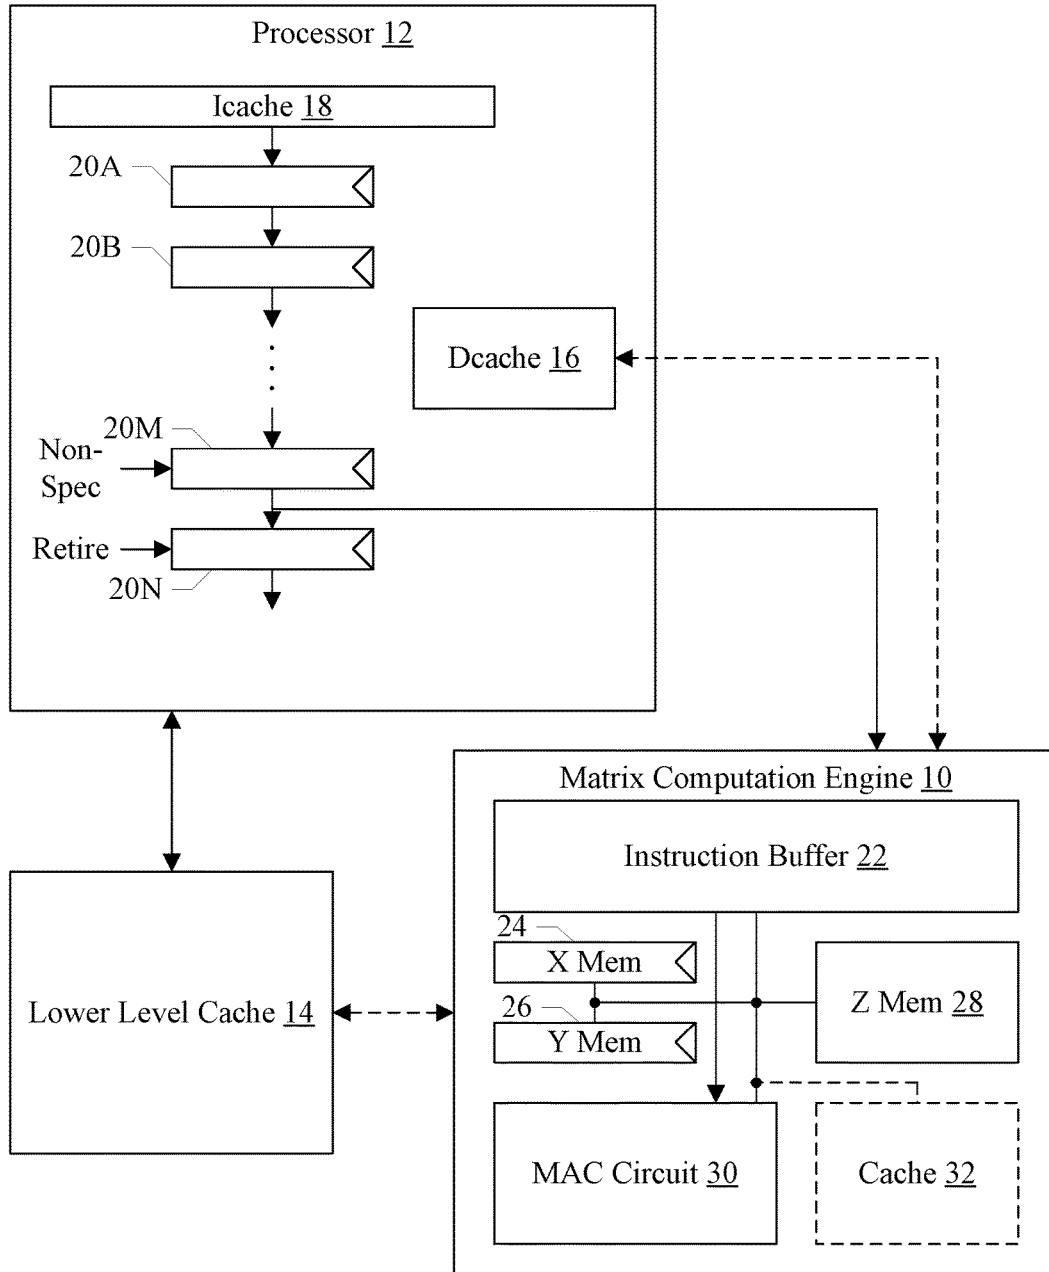 Processor 12
Icache 18
20A
20B
Dcache 16
20M
Non-
Spec
Retire
20N
Matrix Computation Engine 10
Instruction Buffer 22
24
X Mem
26
Y Mem
Z Mem 28
Lower Level Cache 14
MAC Circuit 30
Cache 32